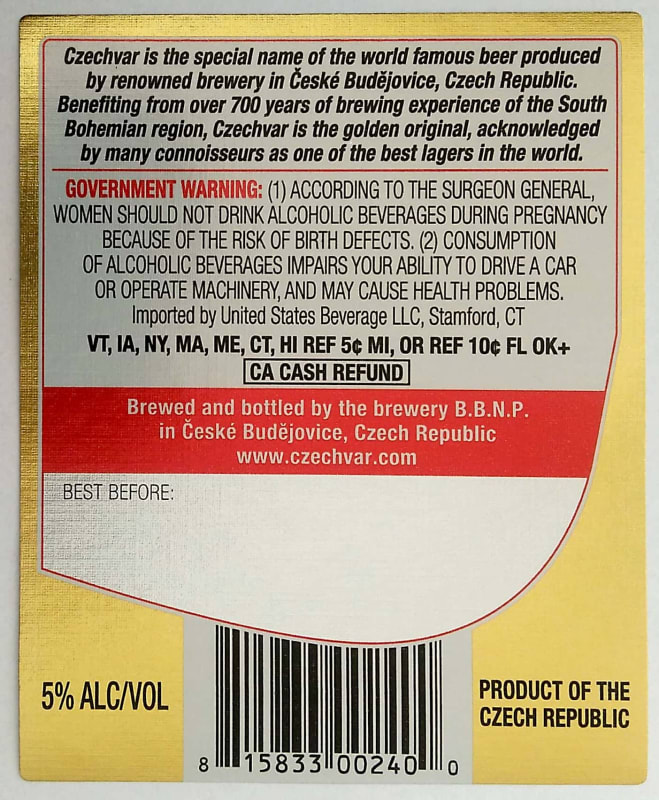 Czechvar is the special name of the world famous beer produced
by renowned brewery in České Budějovice, Czech Republic.
Benefiting from over 700 years of brewing experience of the South
Bohemian region, Czechvar is the golden original, acknowledged
by many connoisseurs as one of the best lagers in the world.
GOVERNMENT WARNING: (1) ACCORDING TO THE SURGEON GENERAL,
WOMEN SHOULD NOT DRINK ALCOHOLIC BEVERAGES DURING PREGNANCY
BECAUSE OF THE RISK OF BIRTH DEFECTS. (2) CONSUMPTION
OF ALCOHOLIC BEVERAGES IMPAIRS YOUR ABILITY TO DRIVE A CAR
OR OPERATE MACHINERY, AND MAY CAUSE HEALTH PROBLEMS.
Imported by United States Beverage LLC, Stamford, CT
VT, IA, NY, MA, ME, CT, HI REF 5¢ MI, OR REF 10¢ FL OK+
CA CASH REFUND
Brewed and bottled by the brewery B.B.N.P.
in České Budějovice, Czech Republic
www.czechvar.com
BEST BEFORE:
5% ALC/VOL
PRODUCT OF THE
CZECH REPUBLIC
8 15833 00240 0